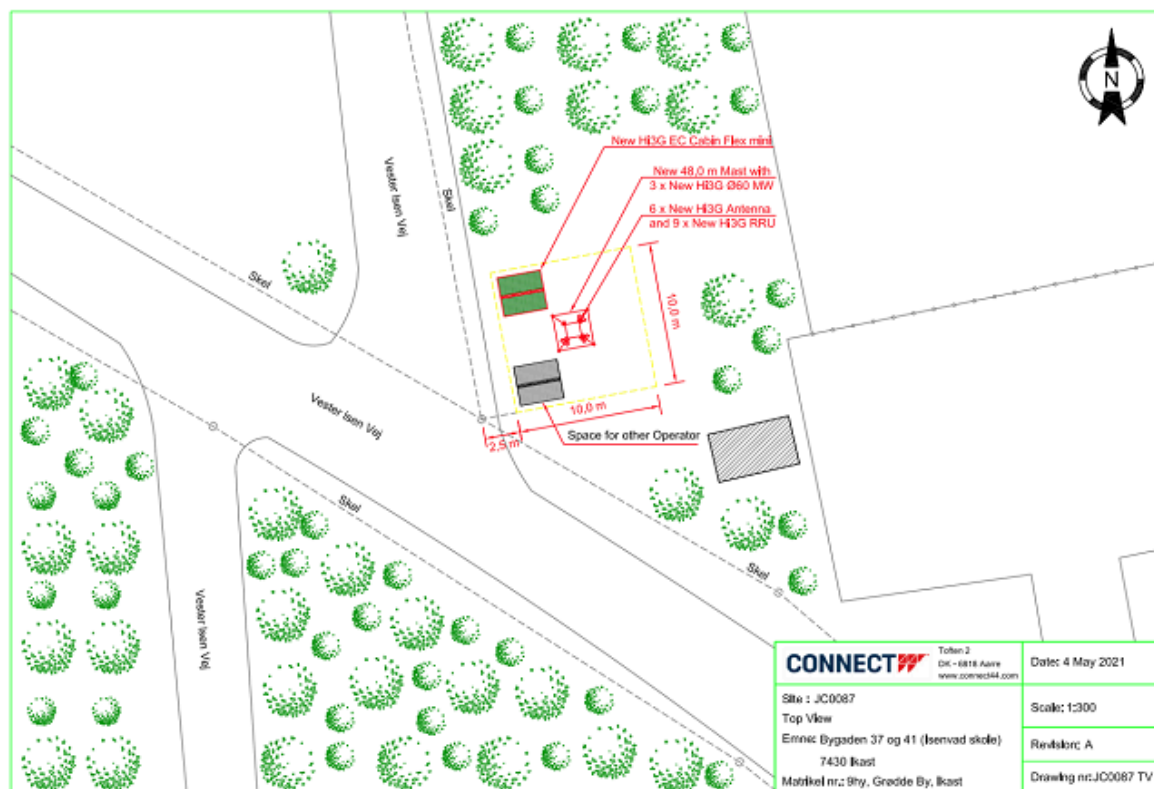 N
New Hi3G EC Cabin Flex mini
New 48,0 m Mast with
3 x New Hi3G Ø60 MW
6 x New Hi3G Antenna
and 9 x New Hi3G RRU
Vester Isen Vej
Skel
Skel
10,0 m
10,0 m
2,5 m
Space for other Operator
Vester Isen Vej
Skel
Skel
Vester Isen Vej
CONNECT44
Toften 2
DK - 6818 Aarre
www.connect44.com
Date: 4 May 2021
Site : JC0087
Top View
Emne: Bygaden 37 og 41 (Isenvad skole)
7430 Ikast
Matrikel nr.: 9hy, Grødde By, Ikast
Scale: 1:300
Revision: A
Drawing nr.:JC0087 TV